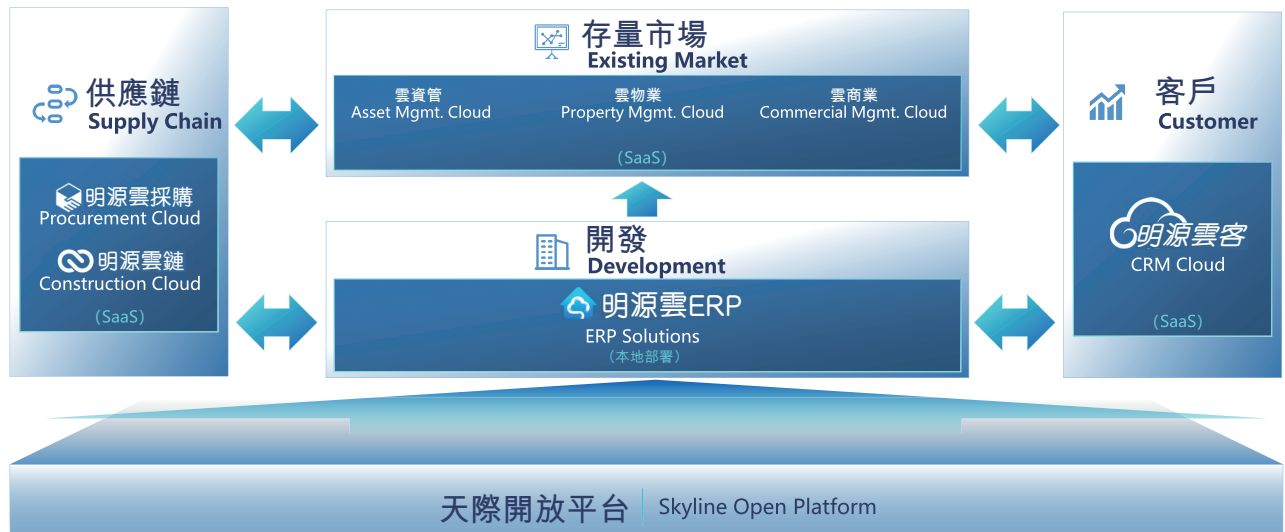 供應鏈
Supply Chain
明源雲採購
Procurement Cloud
明源雲鏈
Construction Cloud
(SaaS)
存量市場
Existing Market
雲資管
Asset Mgmt. Cloud
雲物業
Property Mgmt. Cloud
雲商業
Commercial Mgmt. Cloud
(SaaS)
開發
Development
明源雲ERP
ERP Solutions
(本地部署)
客戶
Customer
明源雲客
CRM Cloud
(SaaS)
天際開放平台 Skyline Open Platform